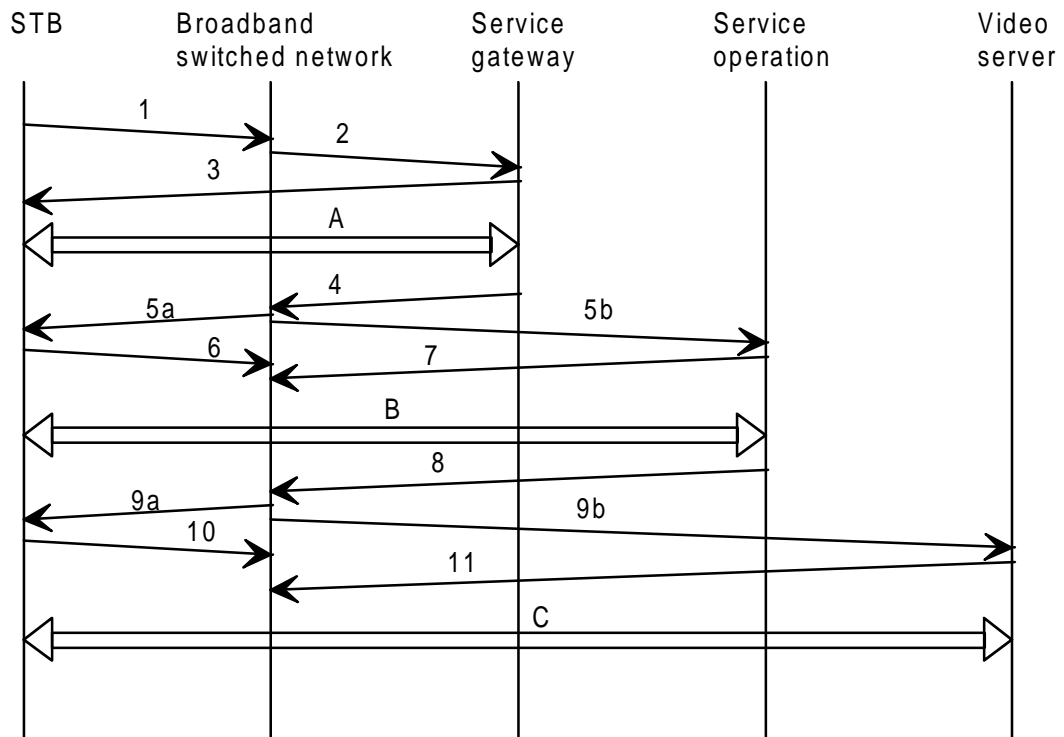 STB
Broadband
switched network
Service
gateway
Service
operation
Video
server
1
2
3
A
4
5a
5b
6
7
B
8
9a
9b
10
11
C